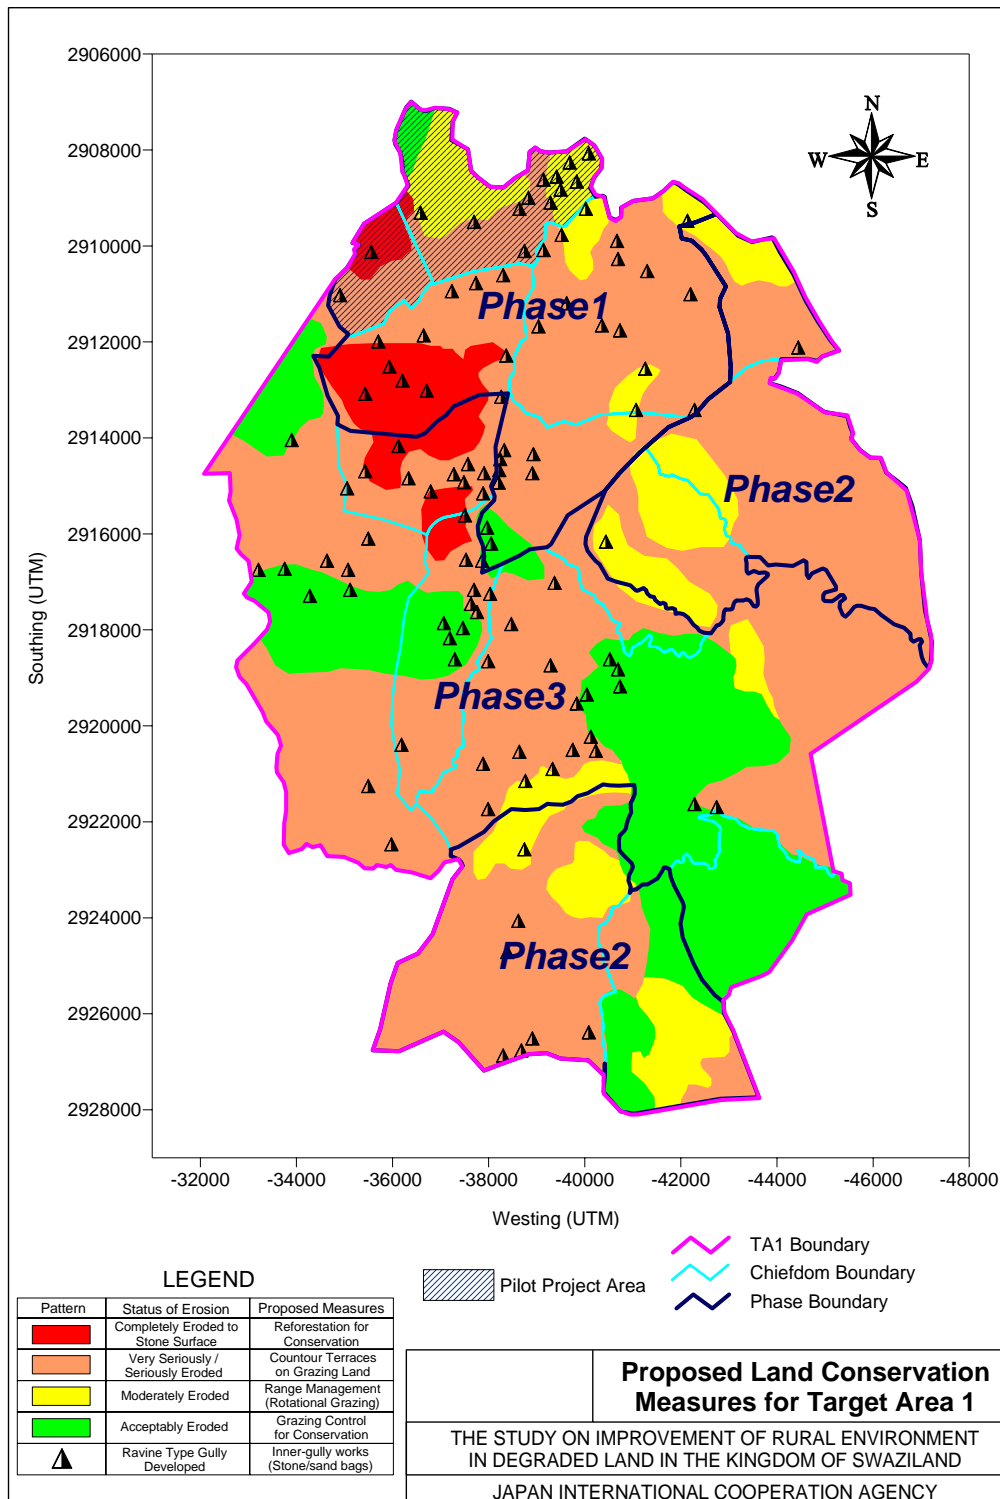 2906000
2908000
2910000
2912000
2914000
2916000
2918000
2920000
2922000
2924000
2926000
2928000
Southing (UTM)
N
W
E
S
Phase1
Phase2
Phase3
Phase2
-32000
-34000
-36000
-38000
-40000
-42000
-44000
-46000
-48000
Westing (UTM)
TA1 Boundary
Chiefdom Boundary
Phase Boundary
Pilot Project Area
LEGEND
Pattern Status of Erosion Proposed Measures
Completely Eroded to
Stone Surface
Reforestation for
Conservation
Very Seriously /
Seriously Eroded
Countour Terraces
on Grazing Land
Moderately Eroded
Range Management
(Rotational Grazing)
Acceptably Eroded
Grazing Control
for Conservation
Ravine Type Gully
Developed
Inner-gully works
(Stone/sand bags)
Proposed Land Conservation
Measures for Target Area 1
THE STUDY ON IMPROVEMENT OF RURAL ENVIRONMENT
IN DEGRADED LAND IN THE KINGDOM OF SWAZILAND
JAPAN INTERNATIONAL COOPERATION AGENCY